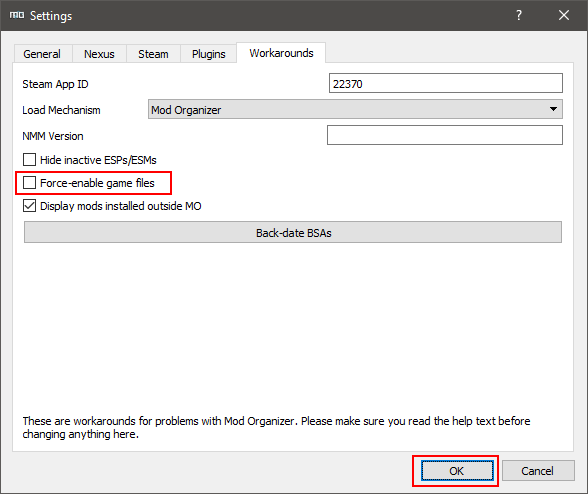 Settings
?
General Nexus Steam Plugins Workarounds
Steam App ID 22370
Load Mechanism Mod Organizer
NMM Version
Hide inactive ESPs/ESMs
Force-enable game files
Display mods installed outside MO
Back-date BSAs
These are workarounds for problems with Mod Organizer. Please make sure you read the help text before
changing anything here.
OK Cancel